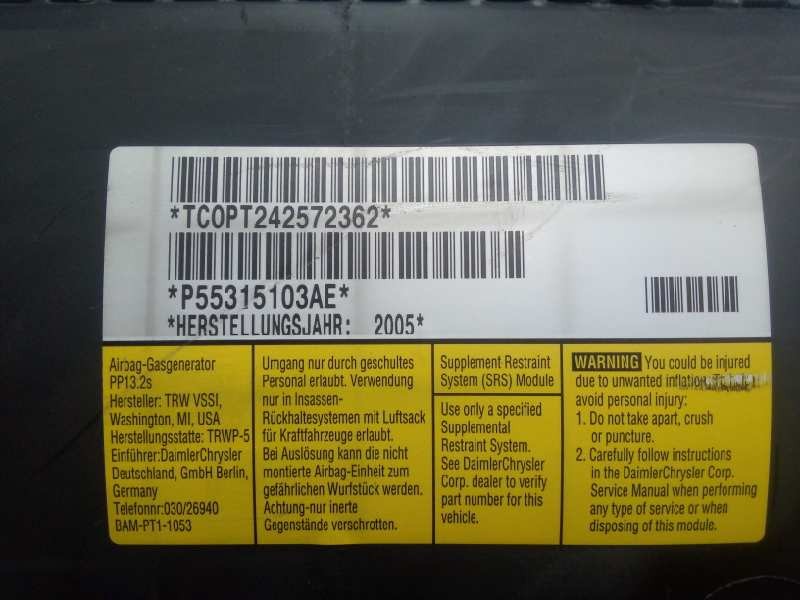 *TC0PT242572362*
*P55315103AE*
*HERSTELLUNGSJAHR: 2005*
Airbag-Gasgenerator
PP13.2s
Hersteller: TRW VSSI,
Washington, MI, USA
Herstellungsstatte: TRWP-5
Einführer:DaimlerChrysler
Deutschland, GmbH Berlin,
Germany
Telefonnr:030/26940
BAM-PT1-1053
Umgang nur durch geschultes
Personal erlaubt. Verwendung
nur in Insassen-
Rückhaltesystemen mit Luftsack
für Kraftfahrzeuge erlaubt.
Bei Auslösung kann die nicht
montierte Airbag-Einheit zum
gefährlichen Wurfstück werden.
Achtung-nur inerte
Gegenstände verschrotten.
Supplement Restraint
System (SRS) Module
Use only a specified
Supplemental
Restraint System.
See DaimlerChrysler
Corp. dealer to verify
part number for this
vehicle.
WARNING You could be injured
due to unwanted inflation. To
avoid personal injury:
1. Do not take apart, crush
or puncture.
2. Carefully follow instructions
in the DaimlerChrysler Corp.
Service Manual when performing
any type of service or when
disposing of this module.